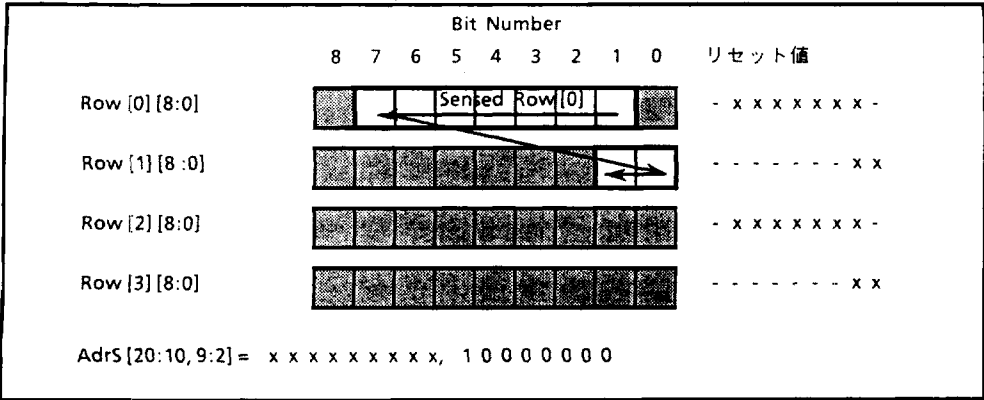 Bit Number
8 7 6 5 4 3 2 1 0 リセット値
Row [0] [8:0] Sensed Row [0] - x x x x x x x -
Row [1] [8:0] - - - - - - - x x
Row [2] [8:0] - x x x x x x x -
Row [3] [8:0] - - - - - - - x x
AdrS [20:10, 9:2] = x x x x x x x x x, 1 0 0 0 0 0 0 0